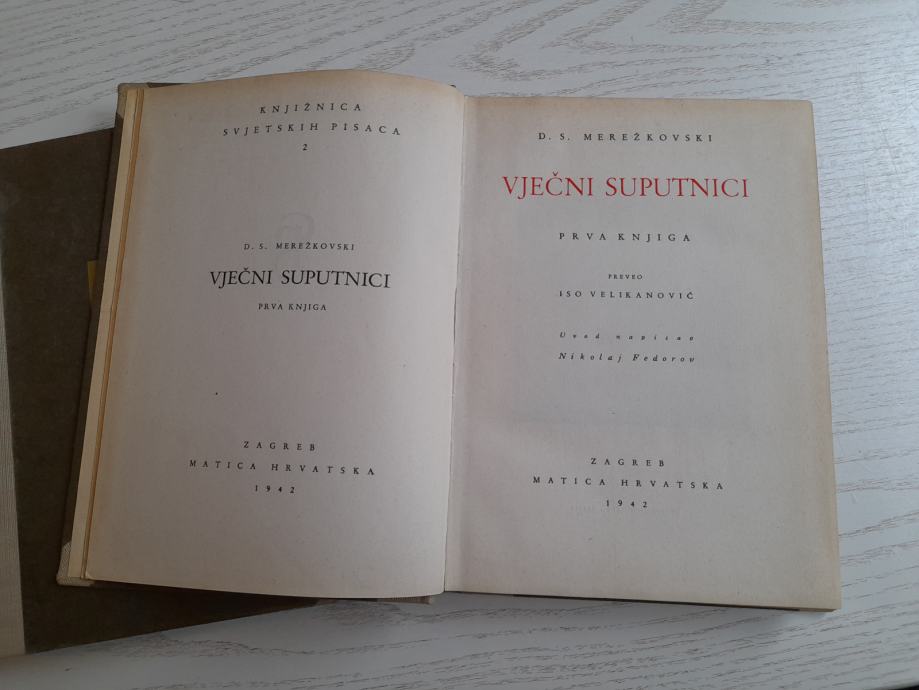 KNJIŽNICA
SVJETSKIH PISACA
2
D. S. MEREŽKOVSKI
VJEČNI SUPUTNICI
PRVA KNJIGA
ZAGREB
MATICA HRVATSKA
1942
D. S. MEREŽKOVSKI
VJEČNI SUPUTNICI
PRVA KNJIGA
PREVEO
ISO VELIKANOVIĆ
Uvod napisao
Nikolaj Fedorov
ZAGREB
MATICA HRVATSKA
1942